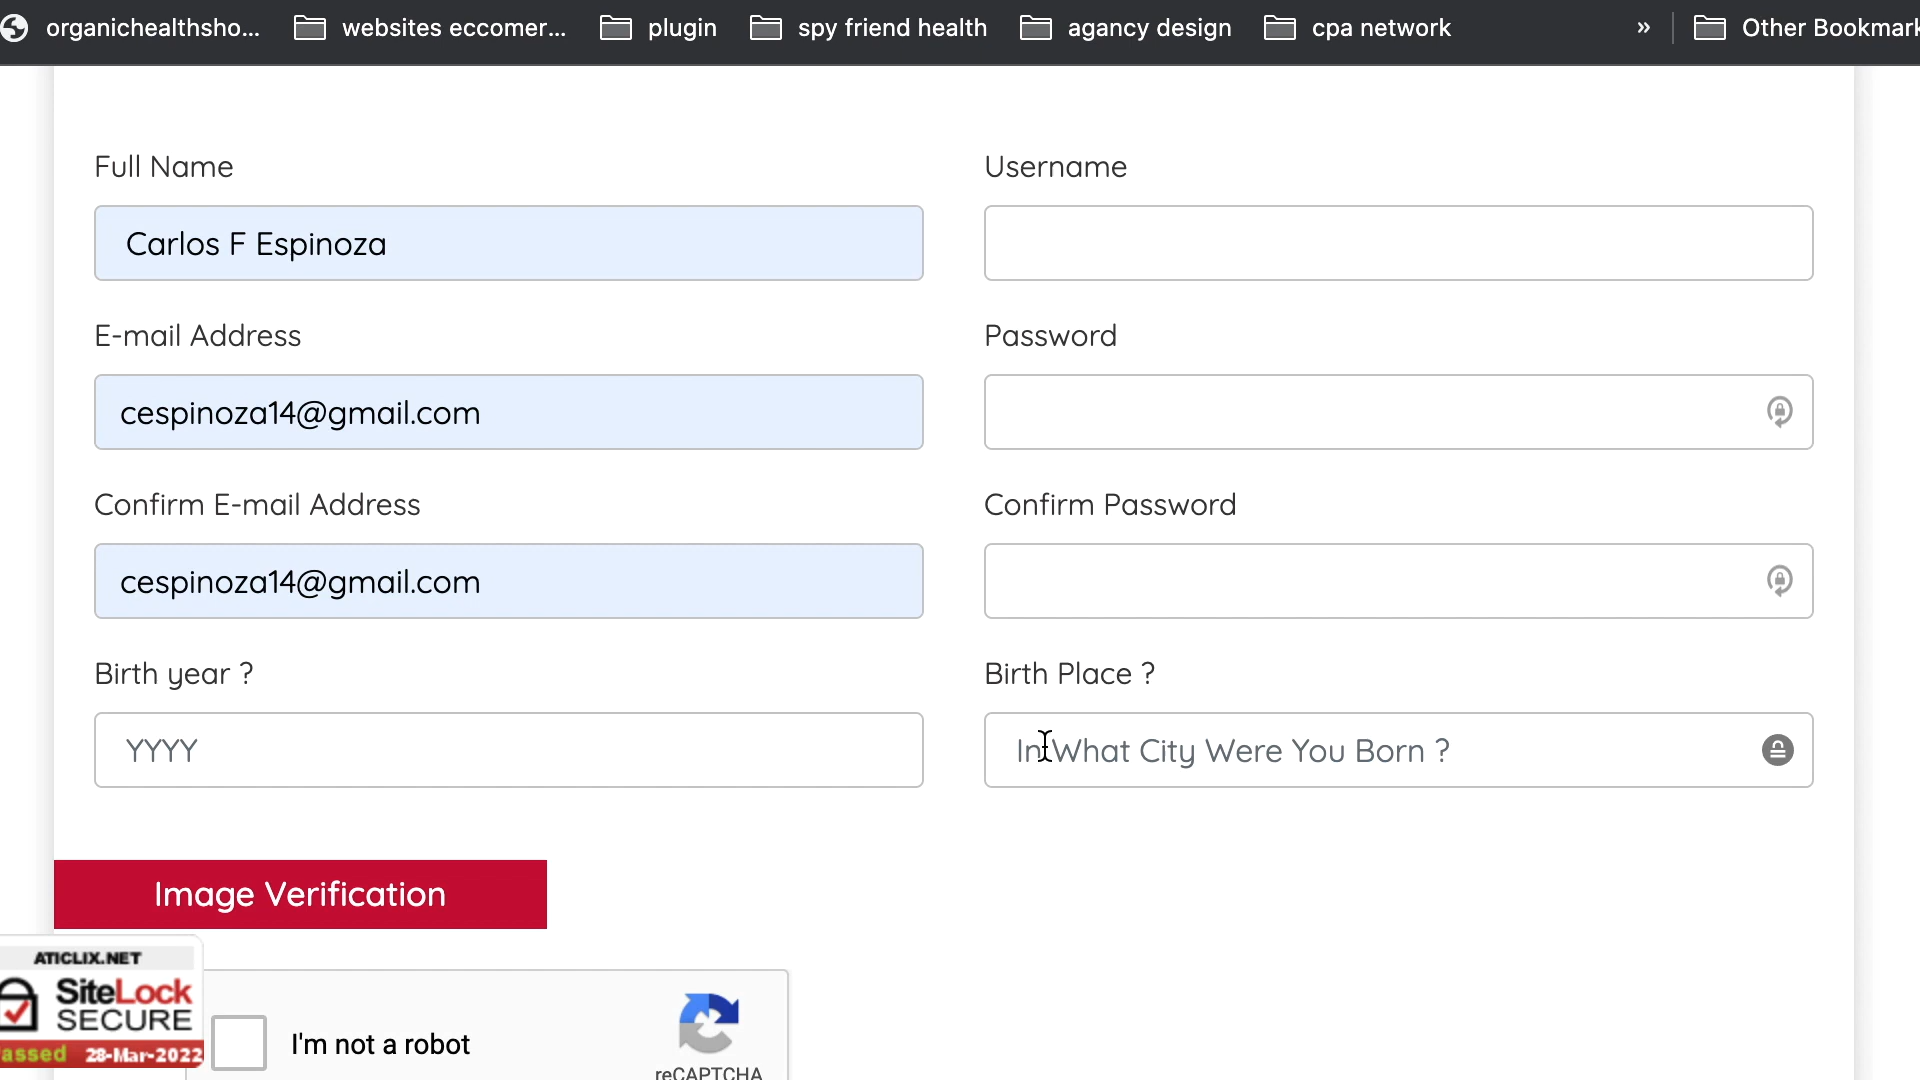 organichealthsho... websites eccomer... plugin spy friend health agancy design cpa network » Other Bookmark
Full Name Username
Carlos F Espinoza
E-mail Address Password
cespinoza14@gmail.com
Confirm E-mail Address Confirm Password
cespinoza14@gmail.com
Birth year ? Birth Place ?
YYYY In What City Were You Born ?
Image Verification
ATICLIX.NET
SiteLock
SECURE
assed 28-Mar-2022
I'm not a robot
reCAPTCHA